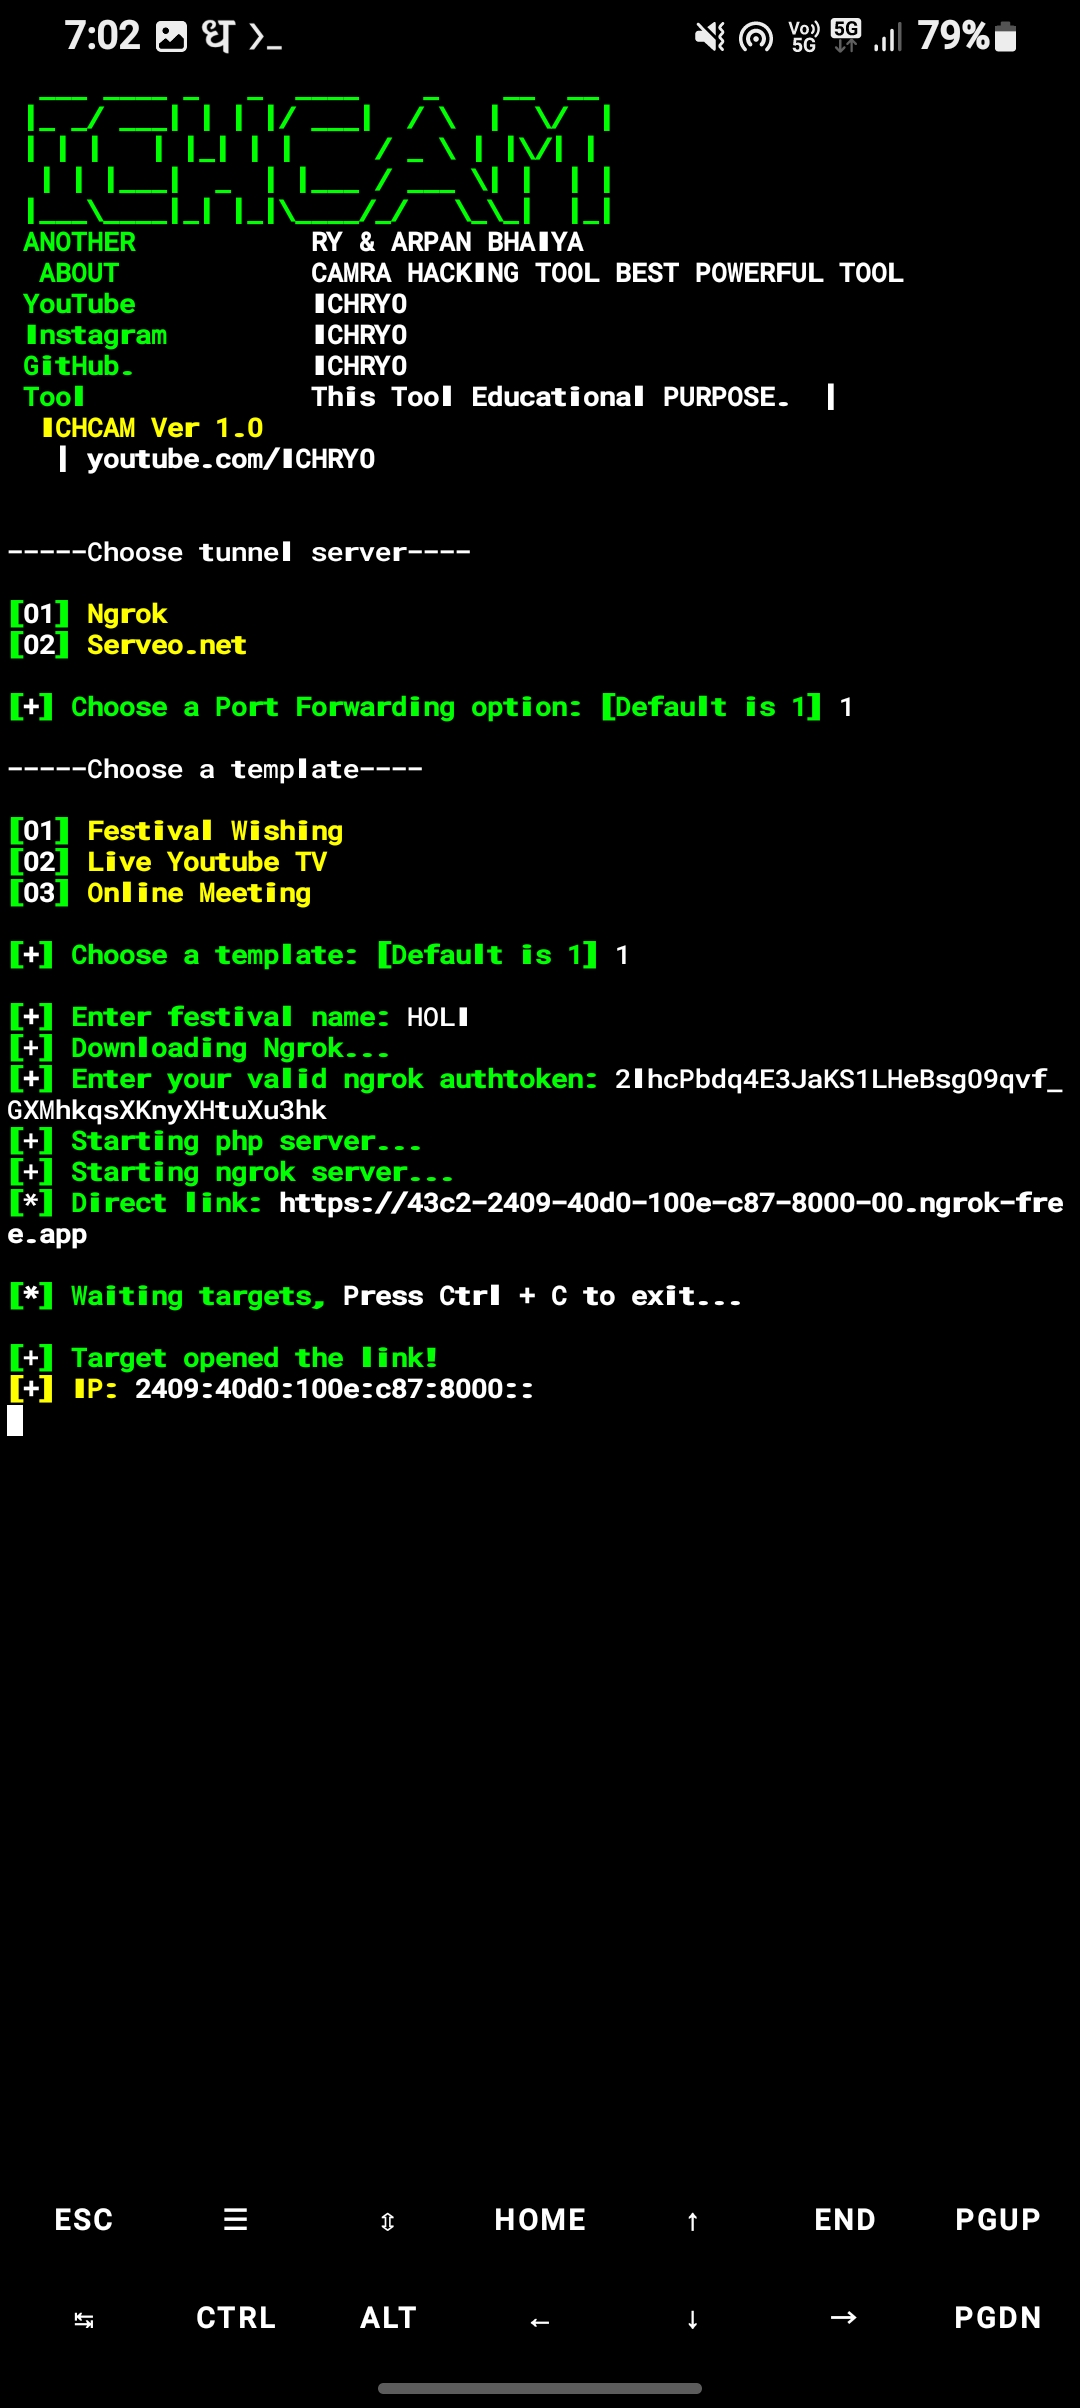 7:02 ध >_ Vo)) 5G 5G 79%
ANOTHER RY & ARPAN BHAIYA
ABOUT CAMRA HACKING TOOL BEST POWERFUL TOOL
YouTube ICHRYO
Instagram ICHRYO
GitHub. ICHRYO
Tool This Tool Educational PURPOSE. |
ICHCAM Ver 1.0
| youtube.com/ICHRYO
-----Choose tunnel server----
[01] Ngrok
[02] Serveo.net
[+] Choose a Port Forwarding option: [Default is 1] 1
-----Choose a template----
[01] Festival Wishing
[02] Live Youtube TV
[03] Online Meeting
[+] Choose a template: [Default is 1] 1
[+] Enter festival name: HOLI
[+] Downloading Ngrok...
[+] Enter your valid ngrok authtoken: 2IhcPbdq4E3JaKS1LHeBsg09qvf_
GXMhkqsXKnyXHtuXu3hk
[+] Starting php server...
[+] Starting ngrok server...
[*] Direct link: https://43c2-2409-40d0-100e-c87-8000-00.ngrok-fre
e.app
[*] Waiting targets, Press Ctrl + C to exit...
[+] Target opened the link!
[+] IP: 2409:40d0:100e:c87:8000::
ESC ☰ ⇳ HOME ↑ END PGUP
↹ CTRL ALT ← ↓ → PGDN